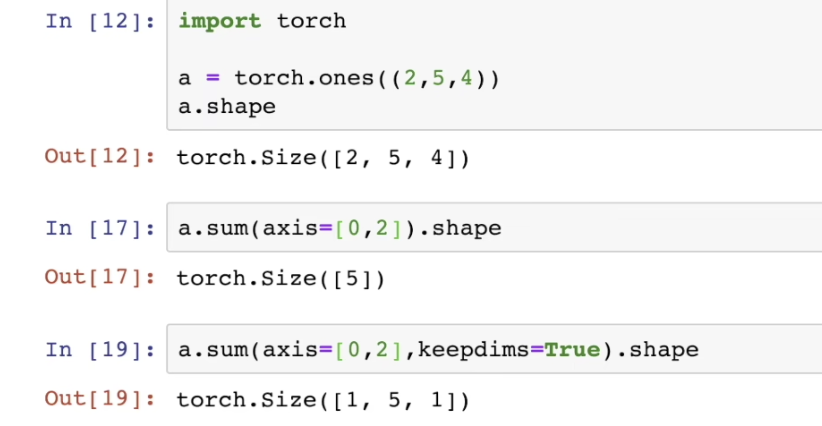 In [12]: import torch
a = torch.ones((2,5,4))
a.shape
Out[12]: torch.Size([2, 5, 4])
In [17]: a.sum(axis=[0,2]).shape
Out[17]: torch.Size([5])
In [19]: a.sum(axis=[0,2],keepdims=True).shape
Out[19]: torch.Size([1, 5, 1])